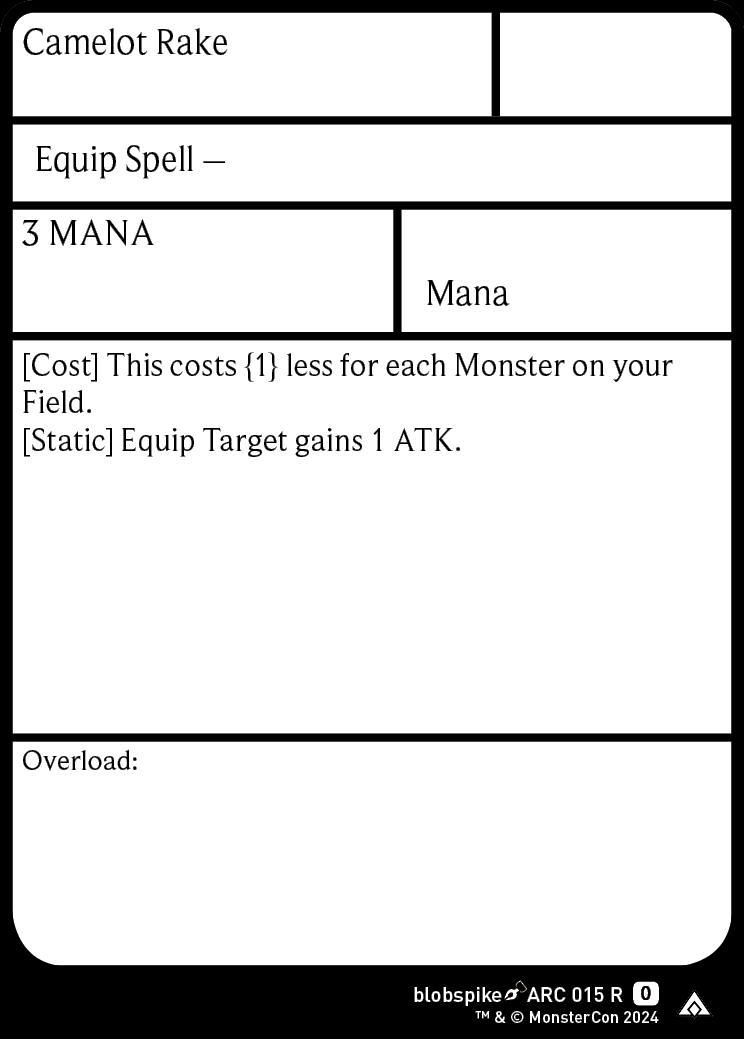 Camelot Rake
Equip Spell —
3 MANA
Mana
[Cost] This costs {1} less for each Monster on your
Field.
[Static] Equip Target gains 1 ATK.
Overload:
blobspike ARC 015 R 0
™ & © MonsterCon 2024